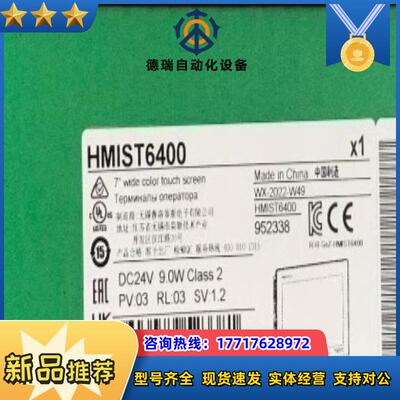 德瑞自动化设备
HMIST6400
x1
7" wide color touch screen
Терминалы оператора
Made in China 中国制造
WX-2022-W49
HMIST6400
952338
DC24V 9.0W Class 2
PV:03 RL:03 SV:1.2
咨询热线：17717628972
新品推荐
型号齐全 现货速发 实体经营 支持对公